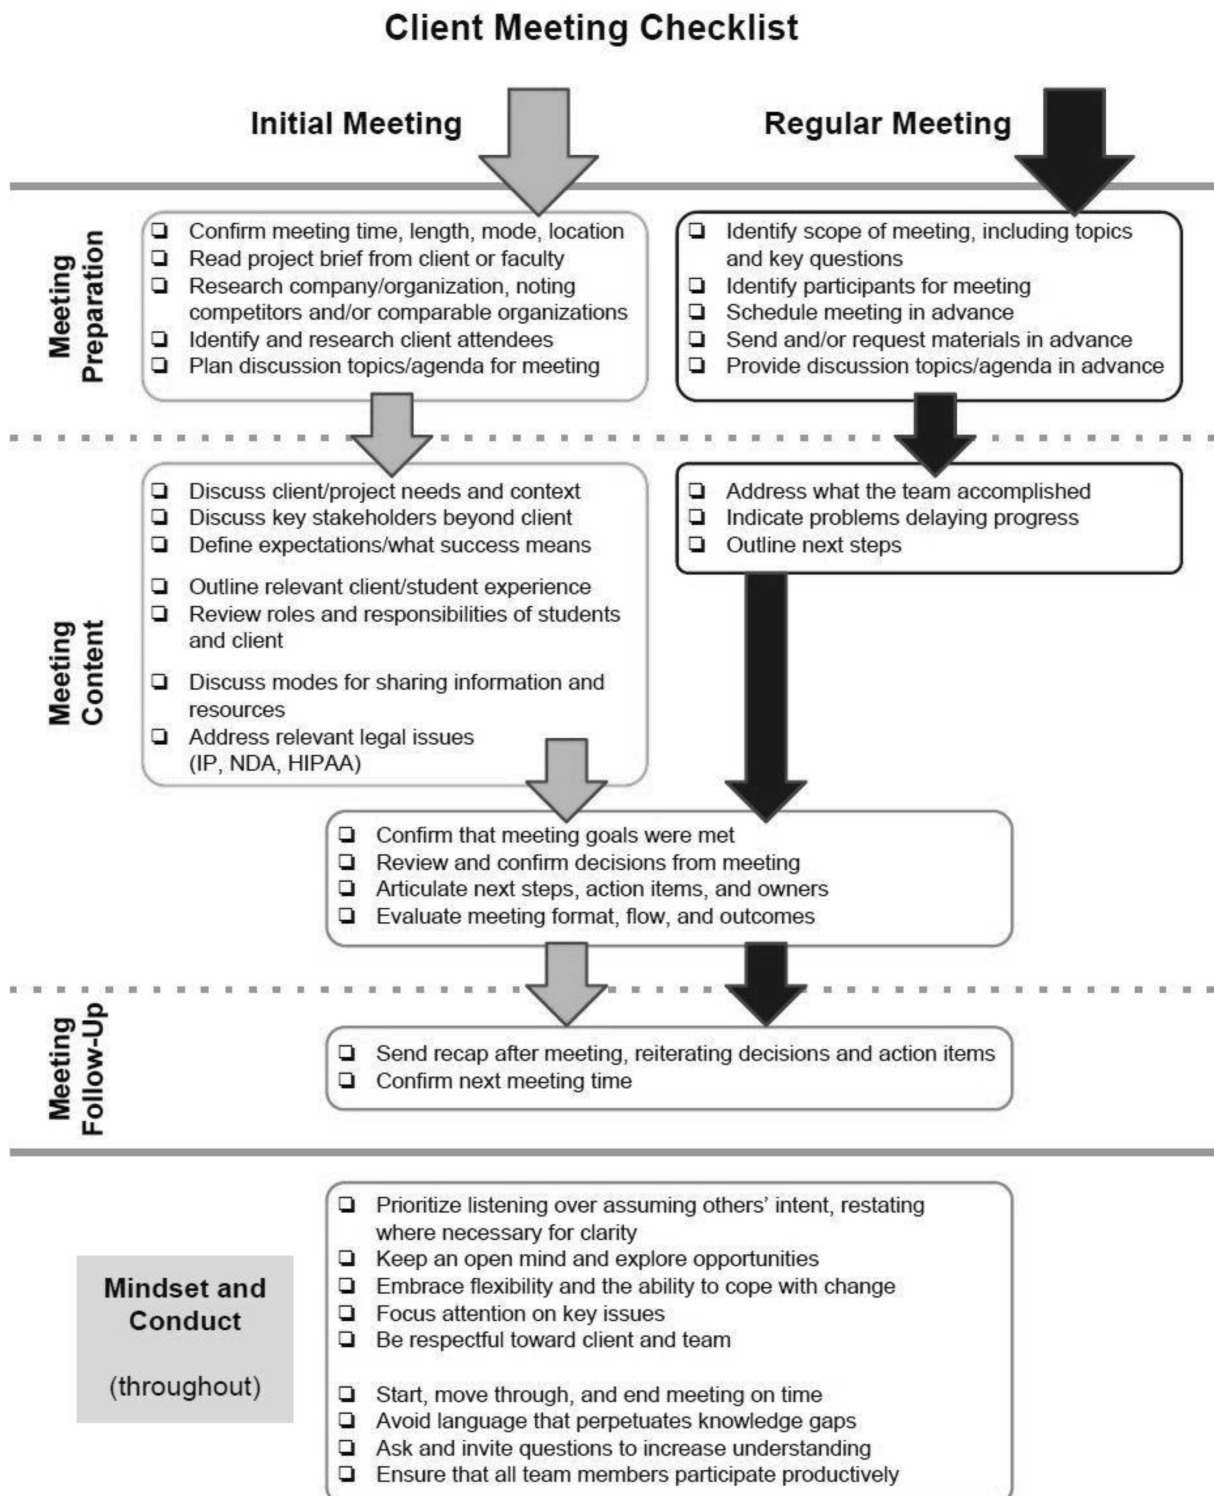 Client Meeting Checklist
Initial Meeting
Regular Meeting
Meeting
Preparation
❏ Confirm meeting time, length, mode, location
❏ Read project brief from client or faculty
❏ Research company/organization, noting
competitors and/or comparable organizations
❏ Identify and research client attendees
❏ Plan discussion topics/agenda for meeting
❏ Identify scope of meeting, including topics
and key questions
❏ Identify participants for meeting
❏ Schedule meeting in advance
❏ Send and/or request materials in advance
❏ Provide discussion topics/agenda in advance
Meeting
Content
❏ Discuss client/project needs and context
❏ Discuss key stakeholders beyond client
❏ Define expectations/what success means
❏ Outline relevant client/student experience
❏ Review roles and responsibilities of students
and client
❏ Discuss modes for sharing information and
resources
❏ Address relevant legal issues
(IP, NDA, HIPAA)
❏ Address what the team accomplished
❏ Indicate problems delaying progress
❏ Outline next steps
❏ Confirm that meeting goals were met
❏ Review and confirm decisions from meeting
❏ Articulate next steps, action items, and owners
❏ Evaluate meeting format, flow, and outcomes
Meeting
Follow-Up
❏ Send recap after meeting, reiterating decisions and action items
❏ Confirm next meeting time
Mindset and
Conduct
(throughout)
❏ Prioritize listening over assuming others’ intent, restating
where necessary for clarity
❏ Keep an open mind and explore opportunities
❏ Embrace flexibility and the ability to cope with change
❏ Focus attention on key issues
❏ Be respectful toward client and team
❏ Start, move through, and end meeting on time
❏ Avoid language that perpetuates knowledge gaps
❏ Ask and invite questions to increase understanding
❏ Ensure that all team members participate productively